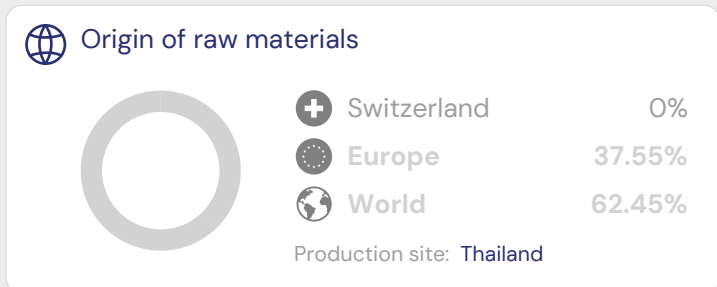 Origin of raw materials
Switzerland 0%
Europe 37.55%
World 62.45%
Production site: Thailand